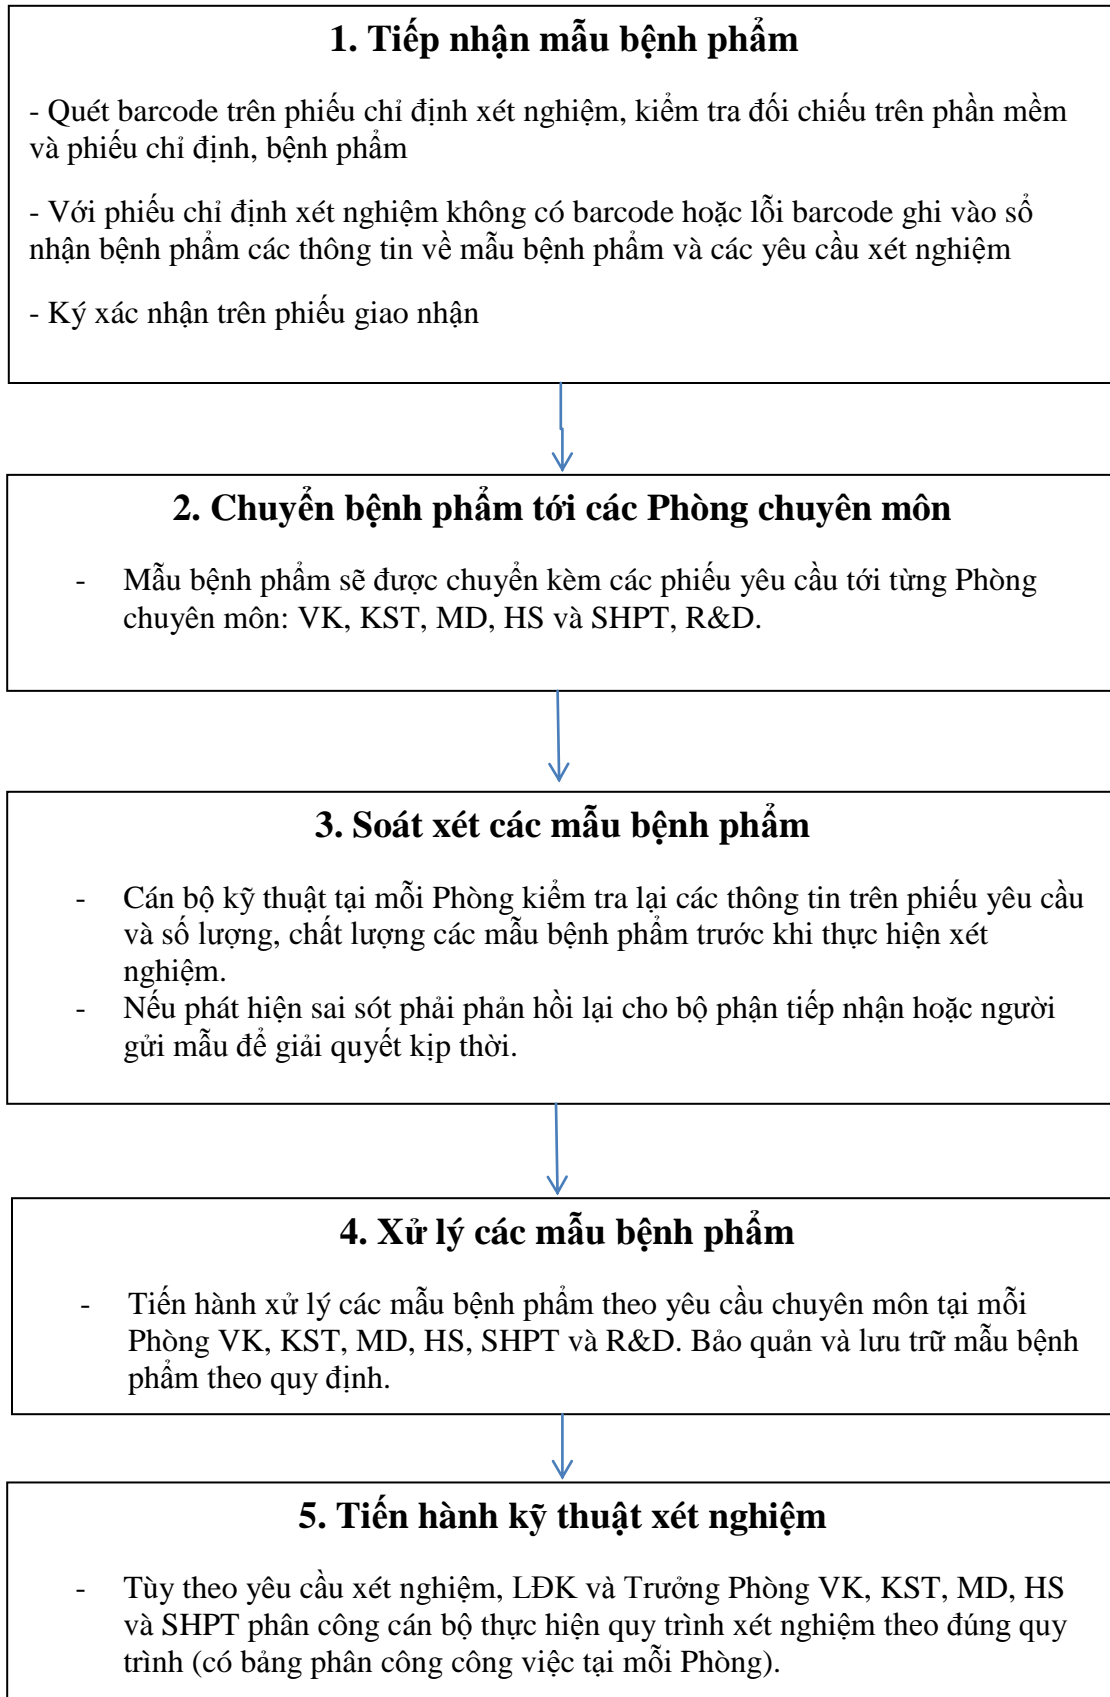 1. Tiếp nhận mẫu bệnh phẩm
- Quét barcode trên phiếu chỉ định xét nghiệm, kiểm tra đối chiếu trên phần mềm
và phiếu chỉ định, bệnh phẩm
- Với phiếu chỉ định xét nghiệm không có barcode hoặc lỗi barcode ghi vào sổ
nhận bệnh phẩm các thông tin về mẫu bệnh phẩm và các yêu cầu xét nghiệm
- Ký xác nhận trên phiếu giao nhận
2. Chuyển bệnh phẩm tới các Phòng chuyên môn
- Mẫu bệnh phẩm sẽ được chuyển kèm các phiếu yêu cầu tới từng Phòng
chuyên môn: VK, KST, MD, HS và SHPT, R&D.
3. Soát xét các mẫu bệnh phẩm
- Cán bộ kỹ thuật tại mỗi Phòng kiểm tra lại các thông tin trên phiếu yêu cầu
và số lượng, chất lượng các mẫu bệnh phẩm trước khi thực hiện xét
nghiệm.
- Nếu phát hiện sai sót phải phản hồi lại cho bộ phận tiếp nhận hoặc người
gửi mẫu để giải quyết kịp thời.
4. Xử lý các mẫu bệnh phẩm
- Tiến hành xử lý các mẫu bệnh phẩm theo yêu cầu chuyên môn tại mỗi
Phòng VK, KST, MD, HS, SHPT và R&D. Bảo quản và lưu trữ mẫu bệnh
phẩm theo quy định.
5. Tiến hành kỹ thuật xét nghiệm
- Tùy theo yêu cầu xét nghiệm, LĐK và Trưởng Phòng VK, KST, MD, HS
và SHPT phân công cán bộ thực hiện quy trình xét nghiệm theo đúng quy
trình (có bảng phân công công việc tại mỗi Phòng).